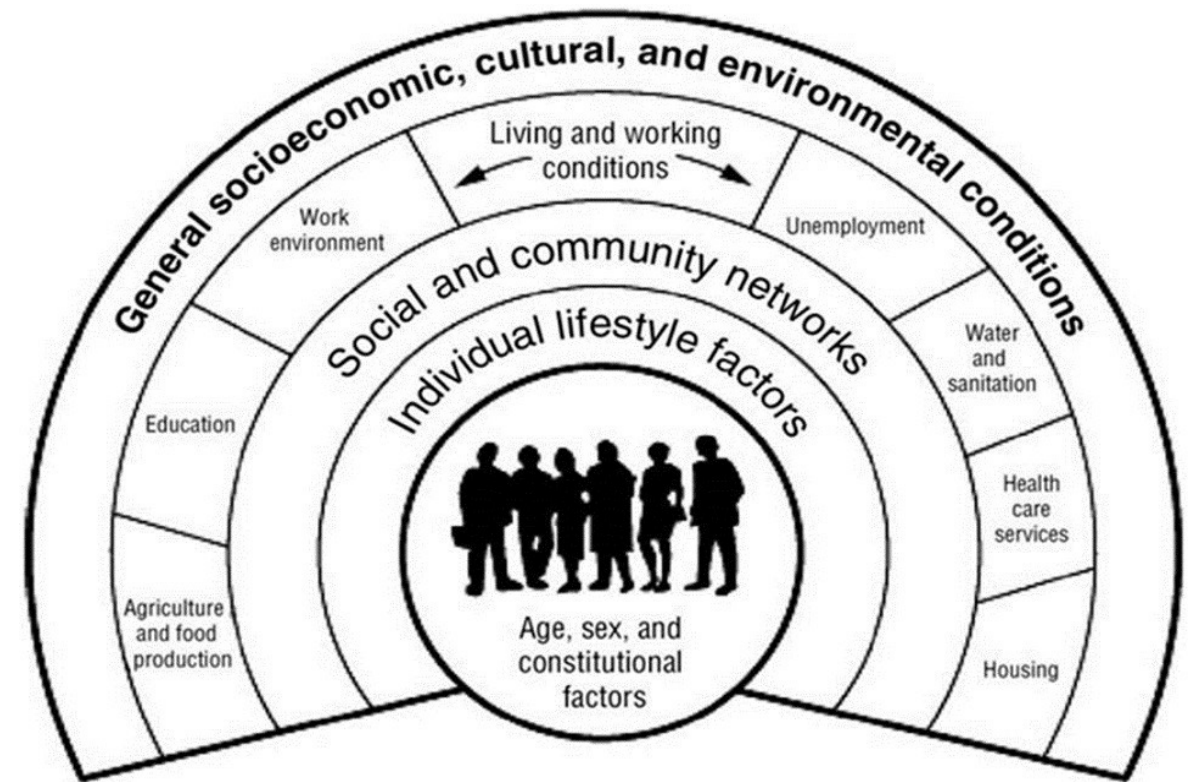 General socioeconomic, cultural, and environmental conditions
Living and working
conditions
Work
environment
Unemployment
Social and community networks
Individual lifestyle factors
Education
Water
and
sanitation
Health
care
services
Agriculture
and food
production
Housing
Age, sex, and
constitutional
factors